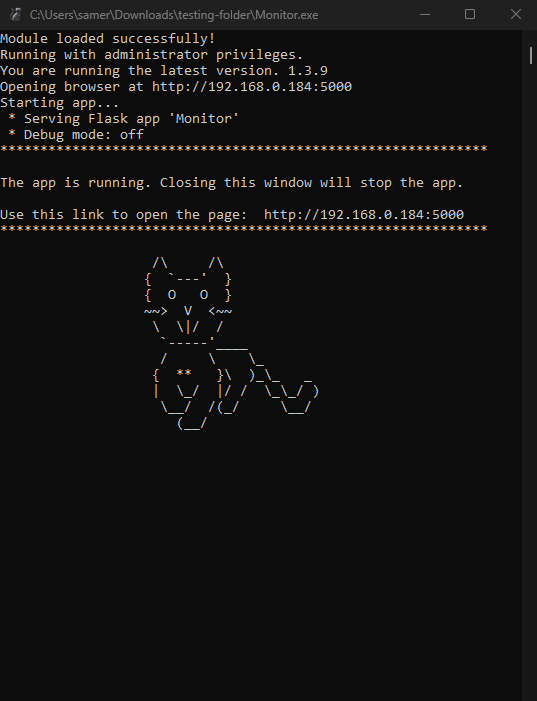 C:\Users\samer\Downloads\testing-folder\Monitor.exe
Module loaded successfully!
Running with administrator privileges.
You are running the latest version. 1.3.9
Opening browser at http://192.168.0.184:5000
Starting app...
 * Serving Flask app 'Monitor'
 * Debug mode: off
*************************************************************
The app is running. Closing this window will stop the app.
Use this link to open the page:  http://192.168.0.184:5000
*************************************************************
                   /\     /\
                  {  `---'  }
                  {  O   O  }
                  ~~>  V  <~~
                   \  \|/  /
                    `-----'____
                    /     \    \_
                   {  **   }\  )_\_   _
                   |  \_/  |/ /  \_\_/ )
                    \__/  /(_/     \__/
                      (__/